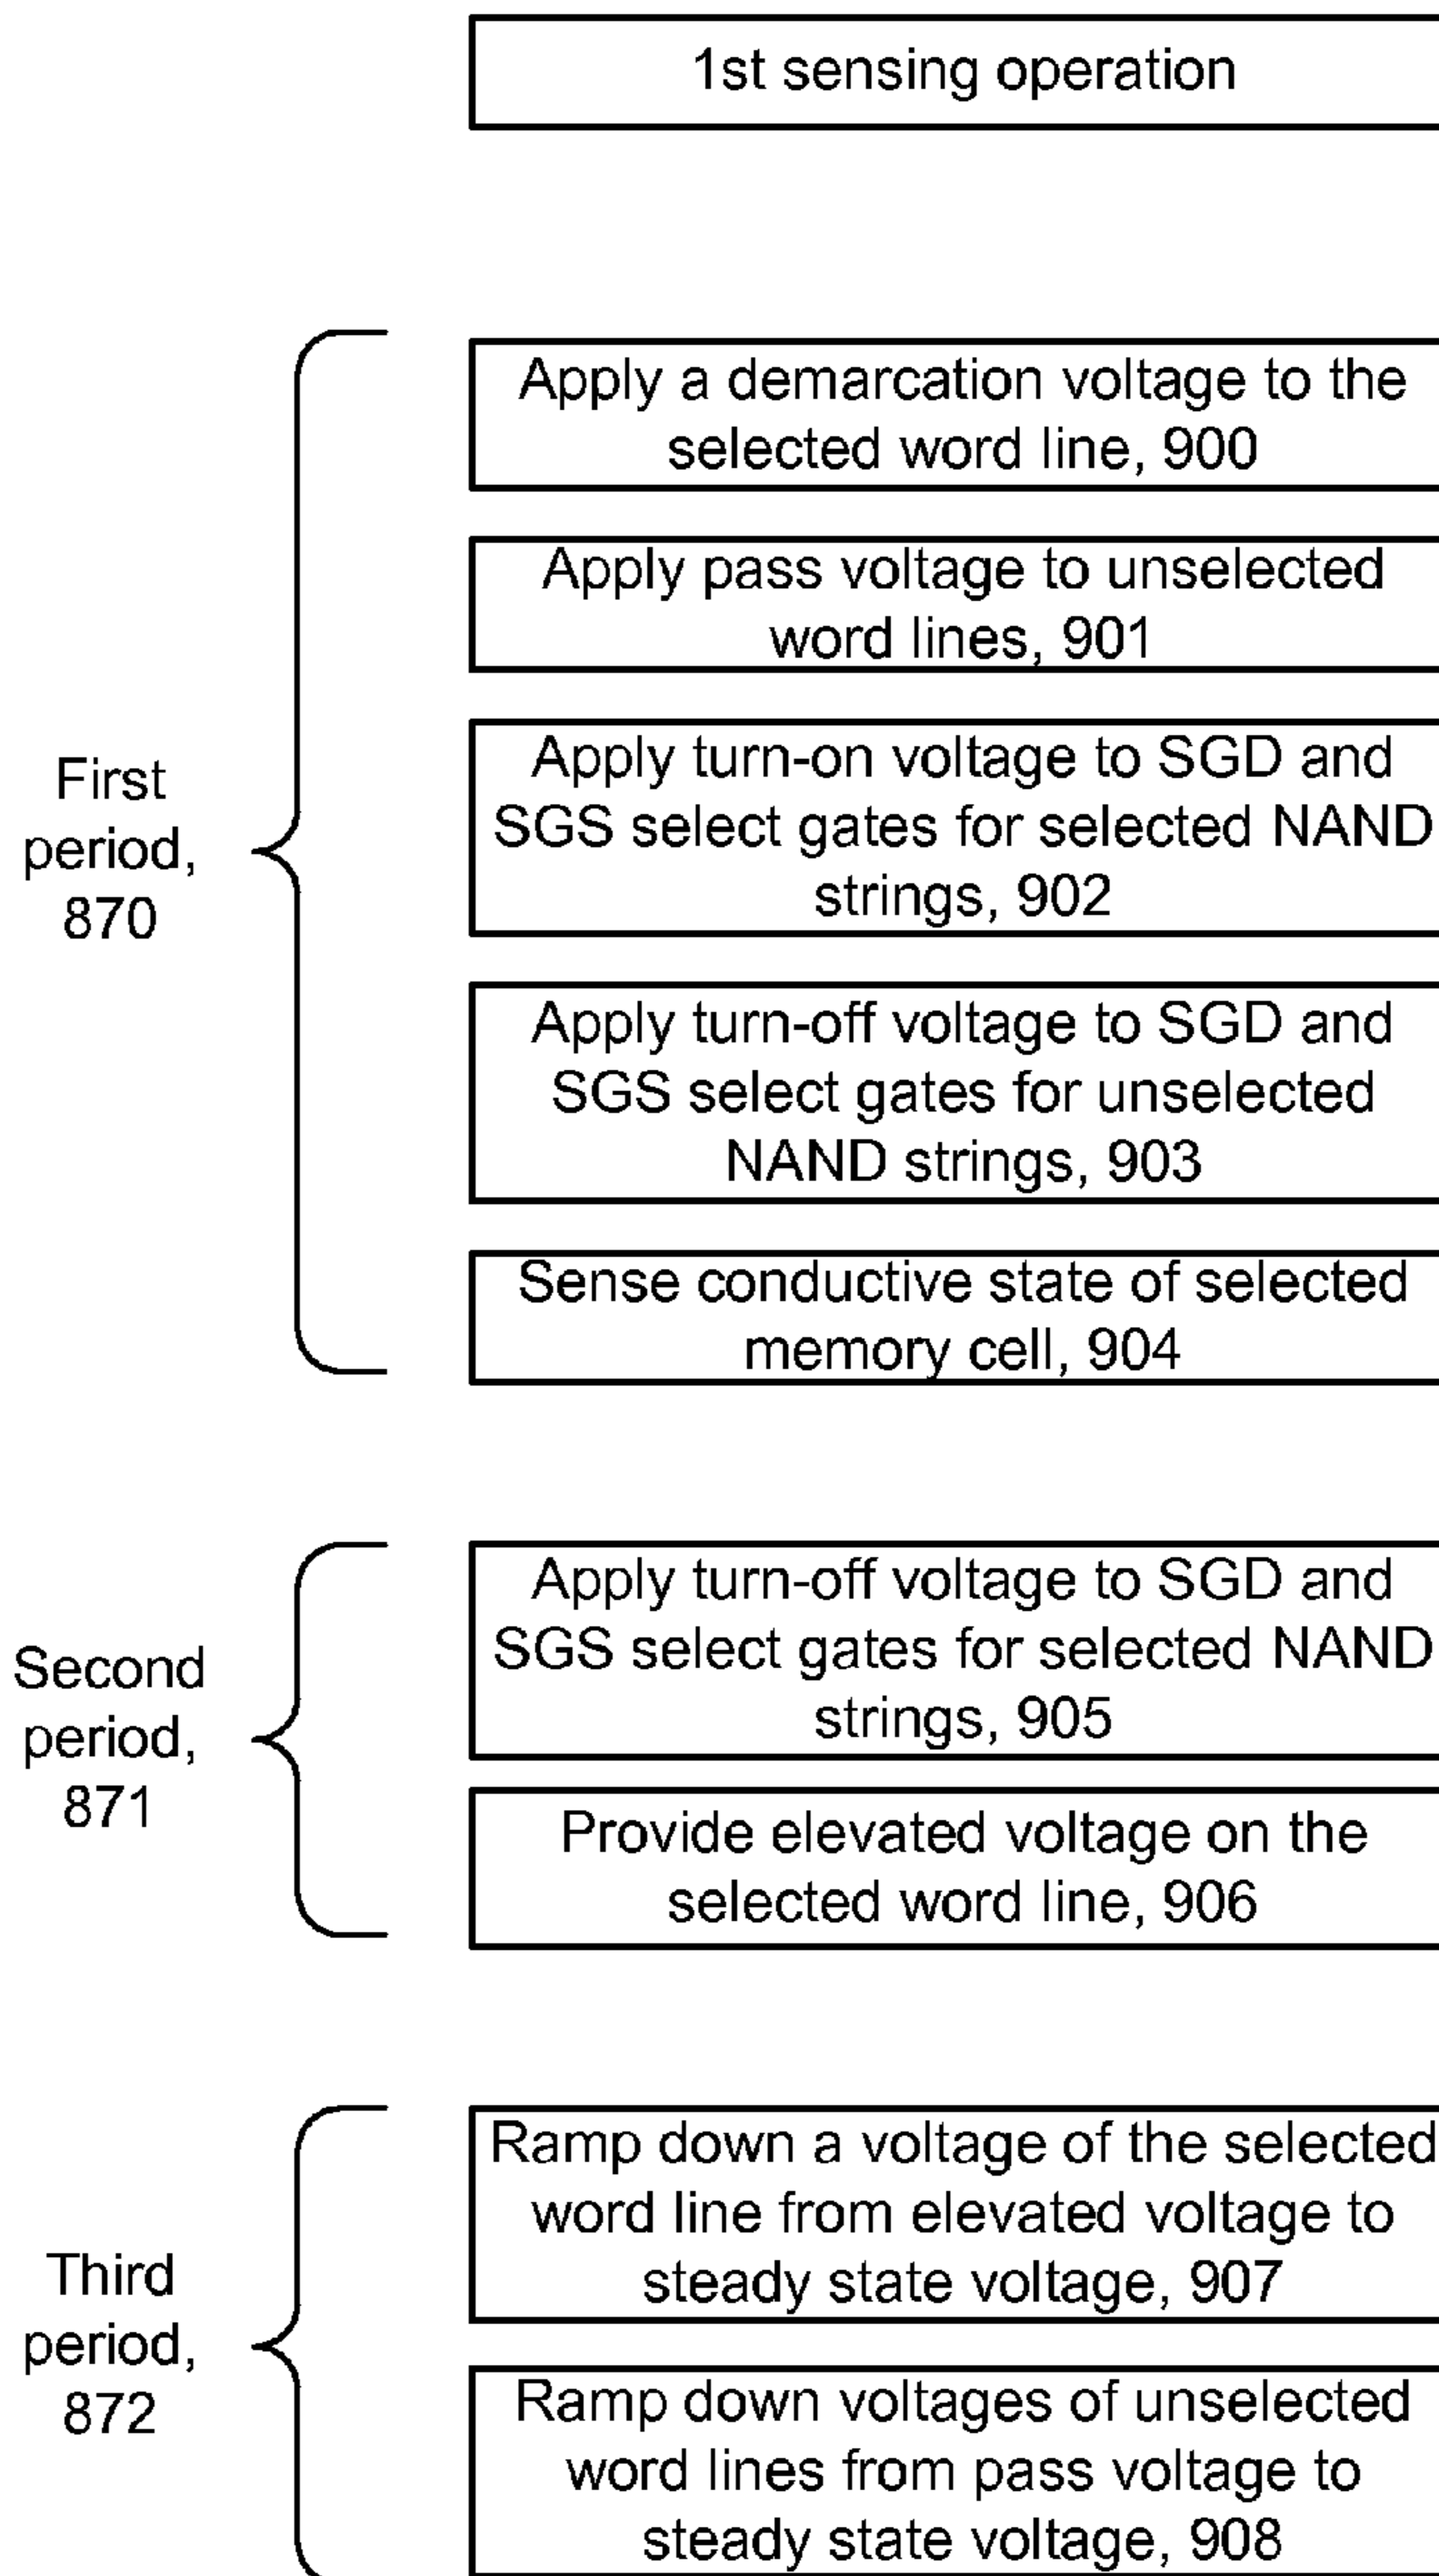 1st sensing operation
Apply a demarcation voltage to the
selected word line, 900
Apply pass voltage to unselected
word lines, 901
Apply turn-on voltage to SGD and
SGS select gates for selected NAND
strings, 902
First
period,
870
Apply turn-off voltage to SGD and
SGS select gates for unselected
NAND strings, 903
Sense conductive state of selected
memory cell, 904
Second
period,
871
Apply turn-off voltage to SGD and
SGS select gates for selected NAND
strings, 905
Provide elevated voltage on the
selected word line, 906
Third
period,
872
Ramp down a voltage of the selected
word line from elevated voltage to
steady state voltage, 907
Ramp down voltages of unselected
word lines from pass voltage to
steady state voltage, 908